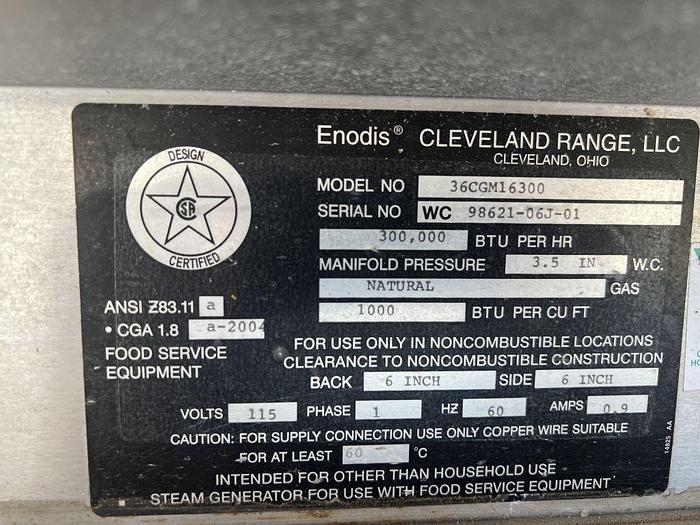 Enodis® CLEVELAND RANGE, LLC
CLEVELAND, OHIO
DESIGN
SA
CERTIFIED
MODEL NO 36CGM16300
SERIAL NO WC 98621-06J-01
300,000 BTU PER HR
MANIFOLD PRESSURE 3.5 IN W.C.
NATURAL GAS
1000 BTU PER CU FT
ANSI Z83.11 a
• CGA 1.8 a-2004
FOOD SERVICE
EQUIPMENT
FOR USE ONLY IN NONCOMBUSTIBLE LOCATIONS
CLEARANCE TO NONCOMBUSTIBLE CONSTRUCTION
BACK 6 INCH SIDE 6 INCH
VOLTS 115 PHASE 1 HZ 60 AMPS 0.9
CAUTION: FOR SUPPLY CONNECTION USE ONLY COPPER WIRE SUITABLE
FOR AT LEAST 60 °C
INTENDED FOR OTHER THAN HOUSEHOLD USE
STEAM GENERATOR FOR USE WITH FOOD SERVICE EQUIPMENT
14825 AA